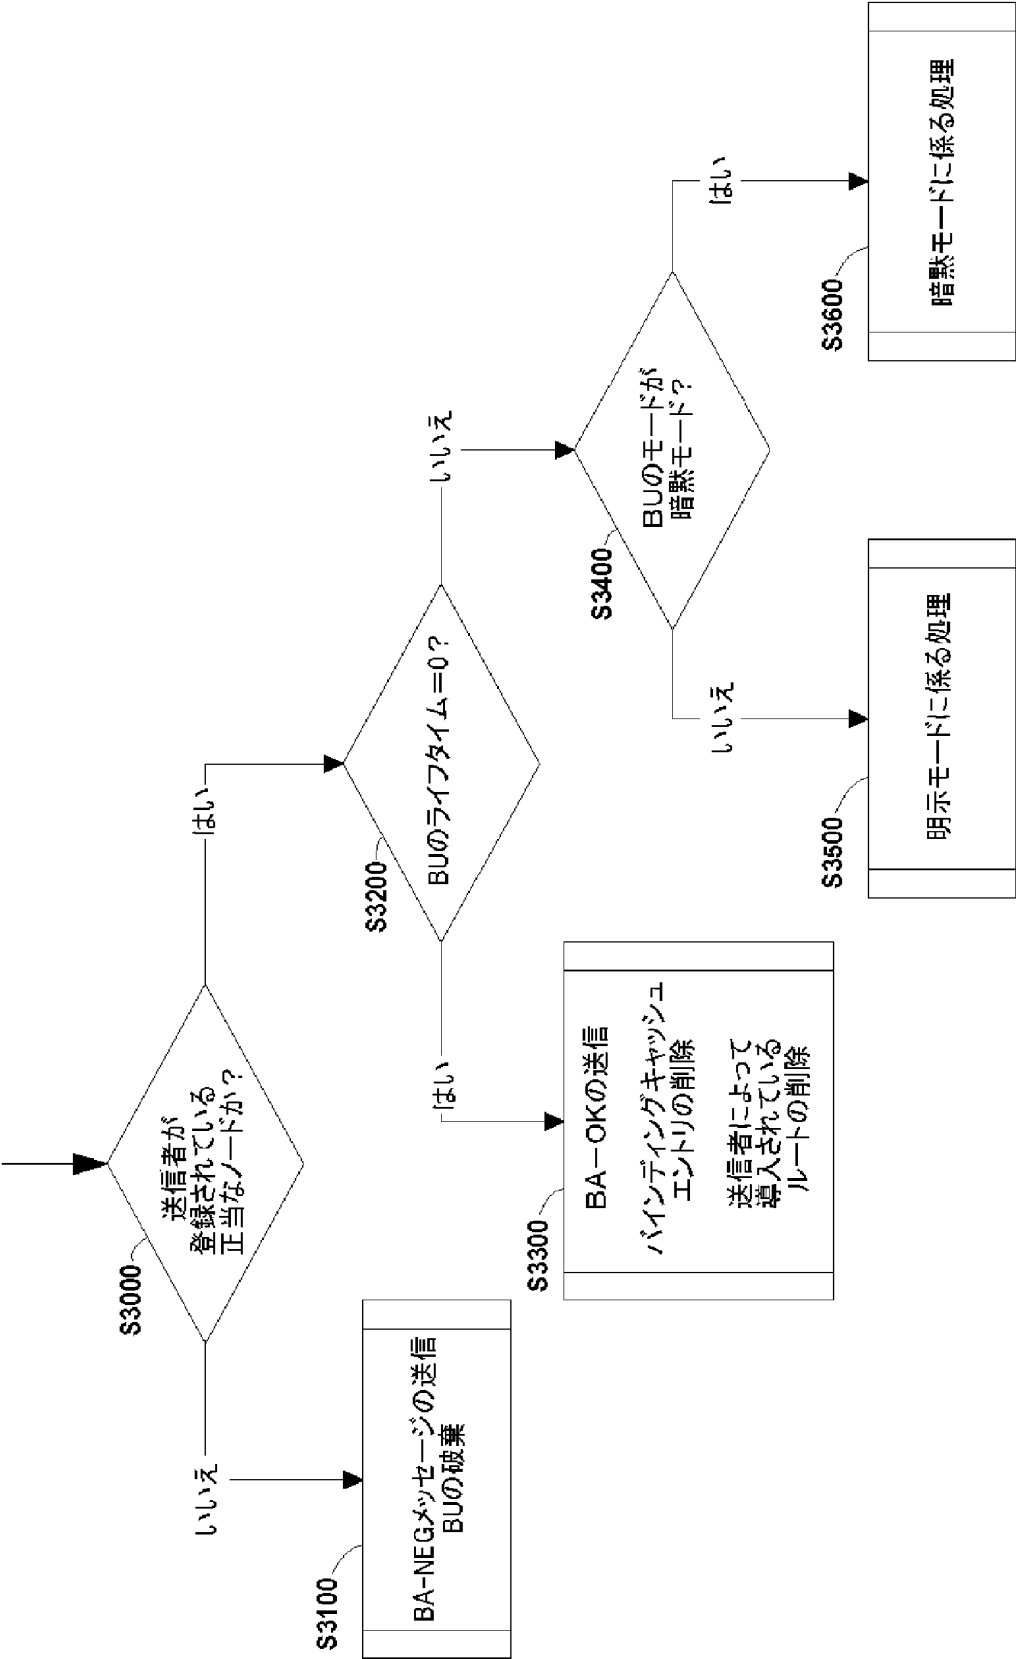 S3000
送信者が
登録されている
正当なノードか?
いいえ
はい
S3100
BA-NEGメッセージの送信
BUの破棄
S3200
BUのライフタイム=0?
はい
いいえ
S3300
BA-OKの送信
バインディングキャッシュ
エントリの削除
送信者によって
導入されている
ルートの削除
S3400
BUのモードが
暗黙モード?
いいえ
はい
S3500
明示モードに係る処理
S3600
暗黙モードに係る処理